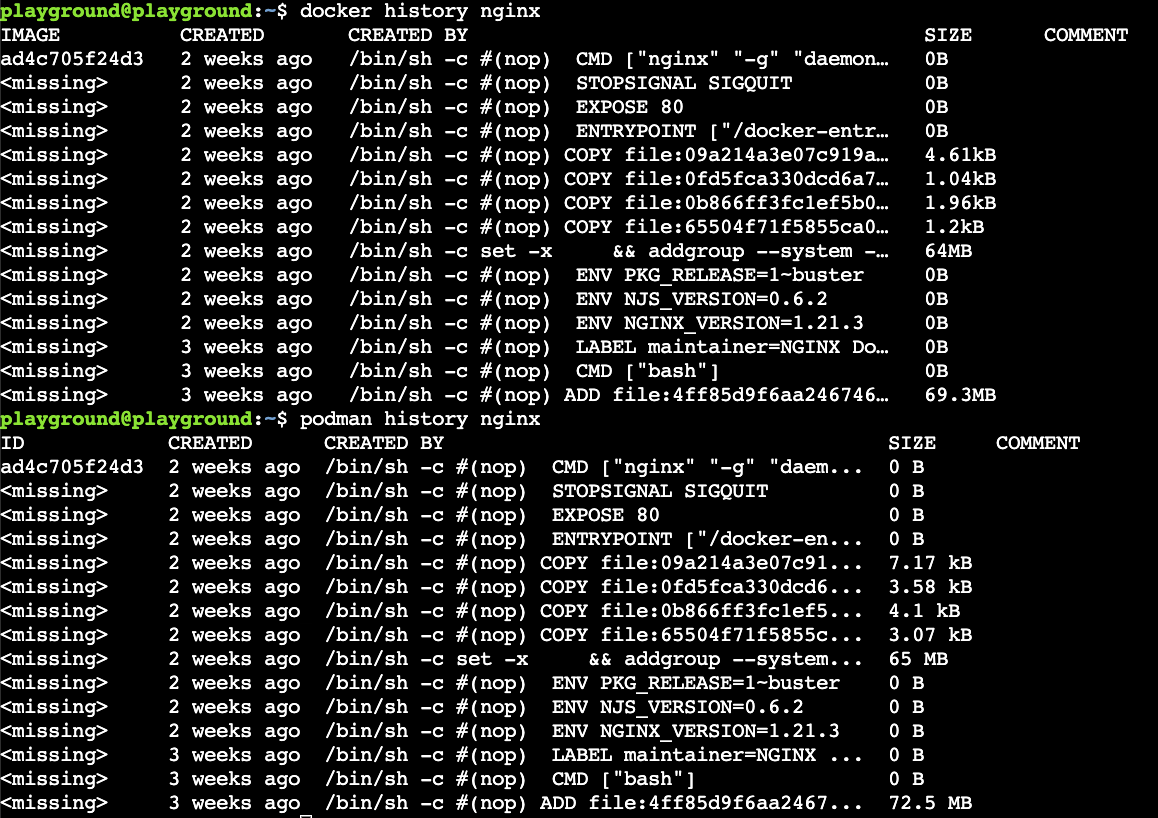 playground@playground:~$ docker history nginx
IMAGE CREATED CREATED BY SIZE COMMENT
ad4c705f24d3 2 weeks ago /bin/sh -c #(nop) CMD ["nginx" "-g" "daemon… 0B
<missing> 2 weeks ago /bin/sh -c #(nop) STOPSIGNAL SIGQUIT 0B
<missing> 2 weeks ago /bin/sh -c #(nop) EXPOSE 80 0B
<missing> 2 weeks ago /bin/sh -c #(nop) ENTRYPOINT ["/docker-entr… 0B
<missing> 2 weeks ago /bin/sh -c #(nop) COPY file:09a214a3e07c919a… 4.61kB
<missing> 2 weeks ago /bin/sh -c #(nop) COPY file:0fd5fca330dcd6a7… 1.04kB
<missing> 2 weeks ago /bin/sh -c #(nop) COPY file:0b866ff3fc1ef5b0… 1.96kB
<missing> 2 weeks ago /bin/sh -c #(nop) COPY file:65504f71f5855ca0… 1.2kB
<missing> 2 weeks ago /bin/sh -c set -x && addgroup --system -… 64MB
<missing> 2 weeks ago /bin/sh -c #(nop) ENV PKG_RELEASE=1~buster 0B
<missing> 2 weeks ago /bin/sh -c #(nop) ENV NJS_VERSION=0.6.2 0B
<missing> 2 weeks ago /bin/sh -c #(nop) ENV NGINX_VERSION=1.21.3 0B
<missing> 3 weeks ago /bin/sh -c #(nop) LABEL maintainer=NGINX Do… 0B
<missing> 3 weeks ago /bin/sh -c #(nop) CMD ["bash"] 0B
<missing> 3 weeks ago /bin/sh -c #(nop) ADD file:4ff85d9f6aa246746… 69.3MB
playground@playground:~$ podman history nginx
ID CREATED CREATED BY SIZE COMMENT
ad4c705f24d3 2 weeks ago /bin/sh -c #(nop) CMD ["nginx" "-g" "daem... 0 B
<missing> 2 weeks ago /bin/sh -c #(nop) STOPSIGNAL SIGQUIT 0 B
<missing> 2 weeks ago /bin/sh -c #(nop) EXPOSE 80 0 B
<missing> 2 weeks ago /bin/sh -c #(nop) ENTRYPOINT ["/docker-en... 0 B
<missing> 2 weeks ago /bin/sh -c #(nop) COPY file:09a214a3e07c91... 7.17 kB
<missing> 2 weeks ago /bin/sh -c #(nop) COPY file:0fd5fca330dcd6... 3.58 kB
<missing> 2 weeks ago /bin/sh -c #(nop) COPY file:0b866ff3fc1ef5... 4.1 kB
<missing> 2 weeks ago /bin/sh -c #(nop) COPY file:65504f71f5855c... 3.07 kB
<missing> 2 weeks ago /bin/sh -c set -x && addgroup --system... 65 MB
<missing> 2 weeks ago /bin/sh -c #(nop) ENV PKG_RELEASE=1~buster 0 B
<missing> 2 weeks ago /bin/sh -c #(nop) ENV NJS_VERSION=0.6.2 0 B
<missing> 2 weeks ago /bin/sh -c #(nop) ENV NGINX_VERSION=1.21.3 0 B
<missing> 3 weeks ago /bin/sh -c #(nop) LABEL maintainer=NGINX ... 0 B
<missing> 3 weeks ago /bin/sh -c #(nop) CMD ["bash"] 0 B
<missing> 3 weeks ago /bin/sh -c #(nop) ADD file:4ff85d9f6aa2467... 72.5 MB